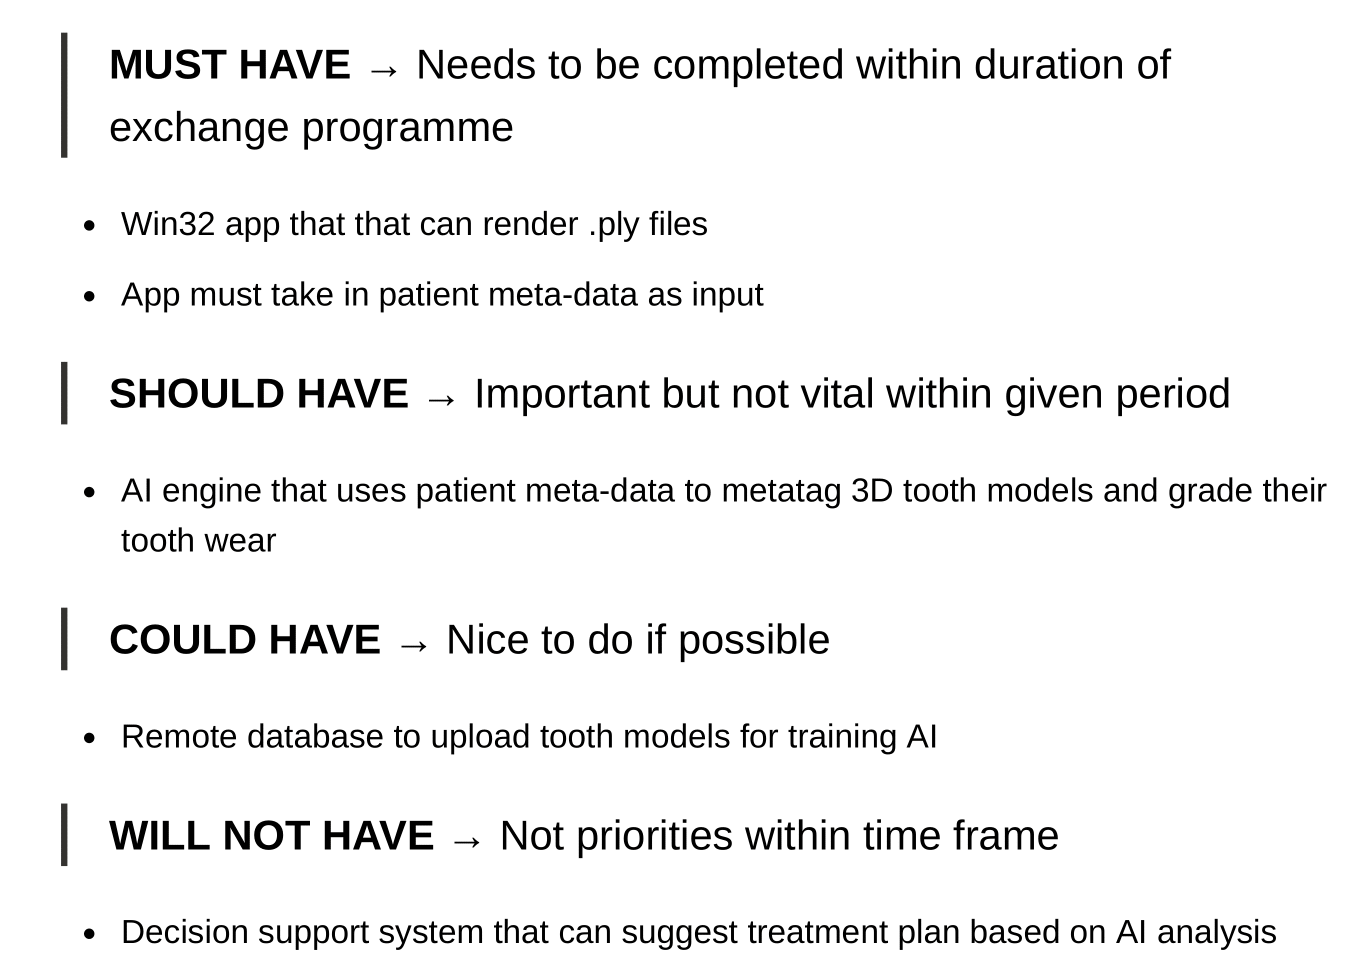 MUST HAVE → Needs to be completed within duration of
exchange programme
• Win32 app that that can render .ply files
• App must take in patient meta-data as input
SHOULD HAVE → Important but not vital within given period
• AI engine that uses patient meta-data to metatag 3D tooth models and grade their
tooth wear
COULD HAVE → Nice to do if possible
• Remote database to upload tooth models for training AI
WILL NOT HAVE → Not priorities within time frame
• Decision support system that can suggest treatment plan based on AI analysis